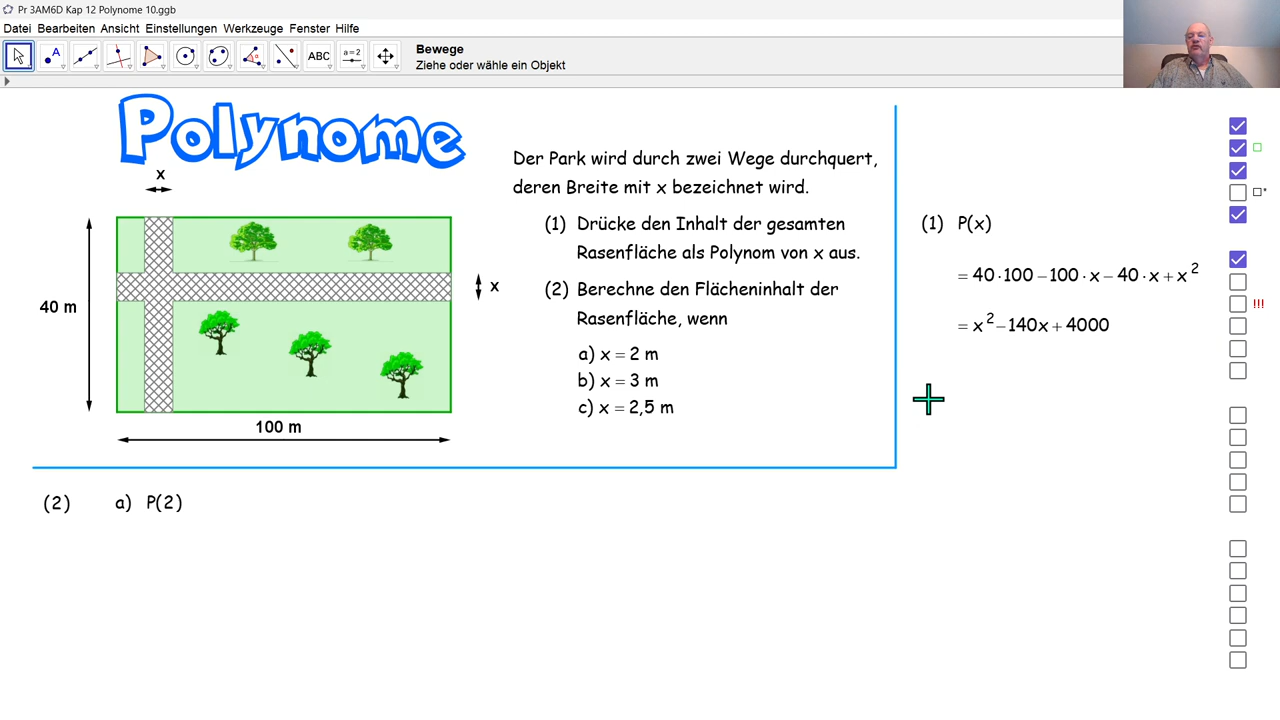 Pr 3AM6D Kap 12 Polynome 10.ggb
Datei Bearbeiten Ansicht Einstellungen Werkzeuge Fenster Hilfe
A
ABC
a=2
Bewege
Ziehe oder wähle ein Objekt
Polynome
x
40 m
x
100 m
Der Park wird durch zwei Wege durchquert,
deren Breite mit x bezeichnet wird.
(1) Drücke den Inhalt der gesamten
Rasenfläche als Polynom von x aus.
(2) Berechne den Flächeninhalt der
Rasenfläche, wenn
a) x = 2 m
b) x = 3 m
c) x = 2,5 m
(1) P(x)
= 40·100 – 100·x – 40·x + x²
= x² – 140x + 4000
!!!
(2) a) P(2)